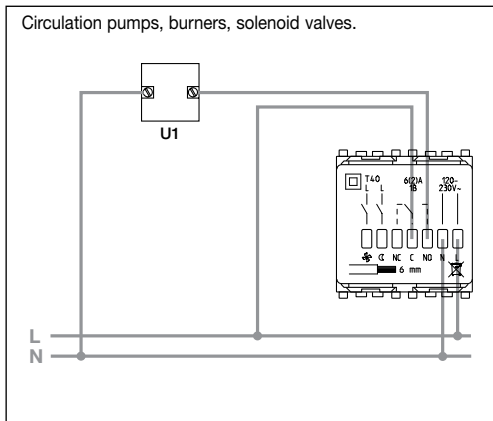 Circulation pumps, burners, solenoid valves.
U1
T40 6(2)A 120-
L L 1B 230V~
NC C NO N L
6 mm
L
N